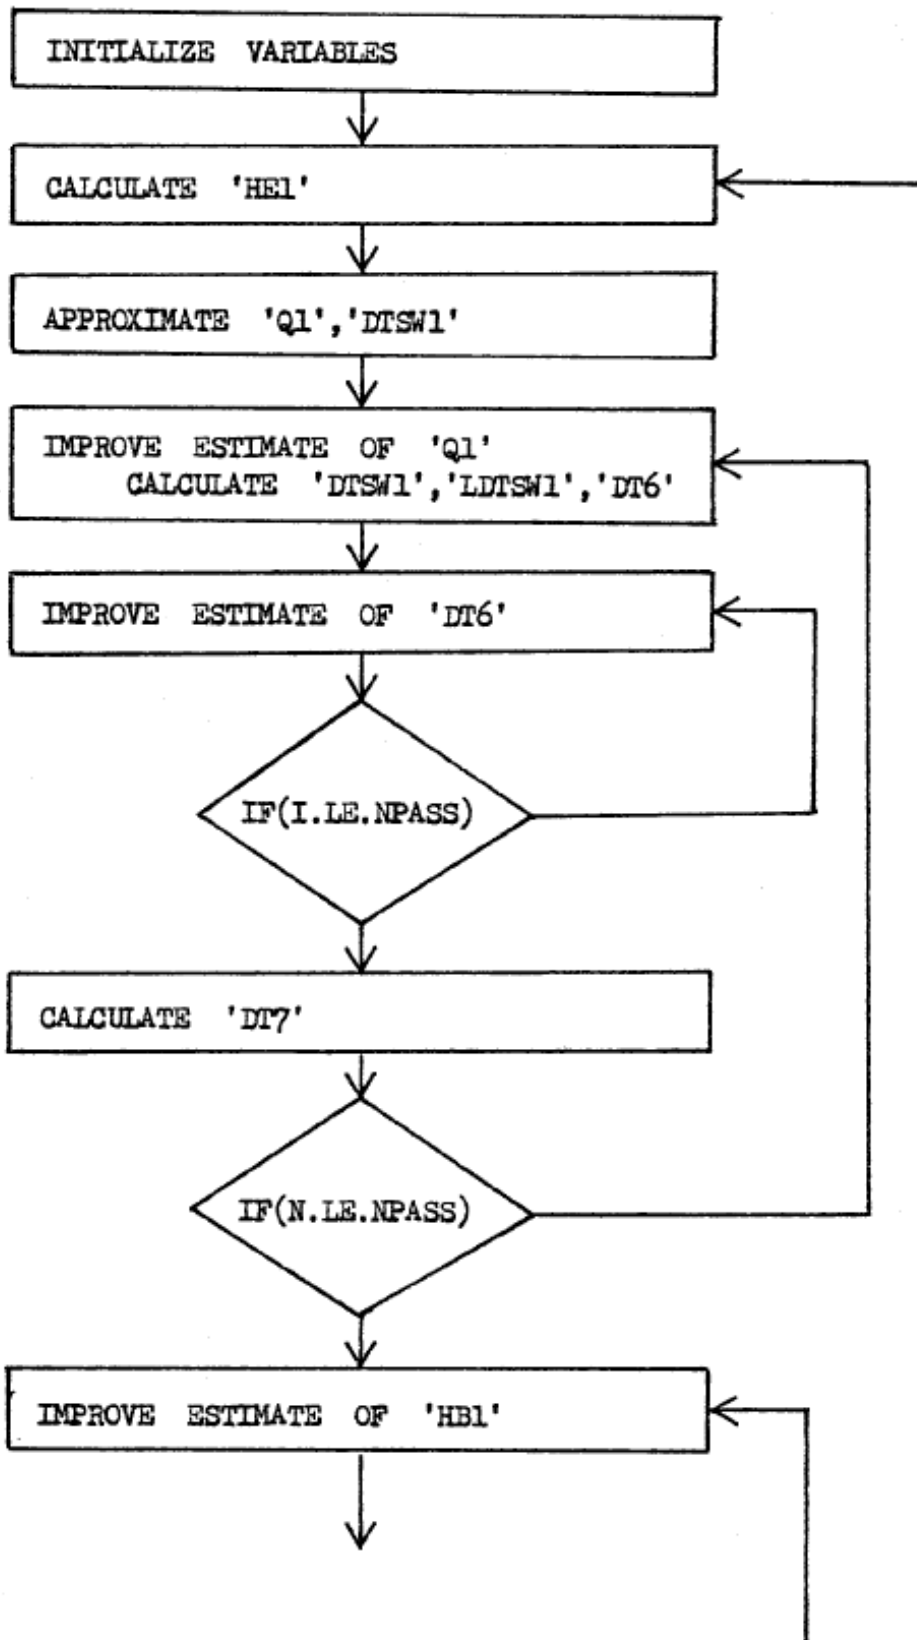 INITIALIZE VARIABLES
CALCULATE 'HE1'
APPROXIMATE 'Q1','DTSW1'
IMPROVE ESTIMATE OF 'Q1'
CALCULATE 'DTSW1','LDTSW1','DT6'
IMPROVE ESTIMATE OF 'DT6'
IF(I.LE.NPASS)
CALCULATE 'DT7'
IF(N.LE.NPASS)
IMPROVE ESTIMATE OF 'HB1'